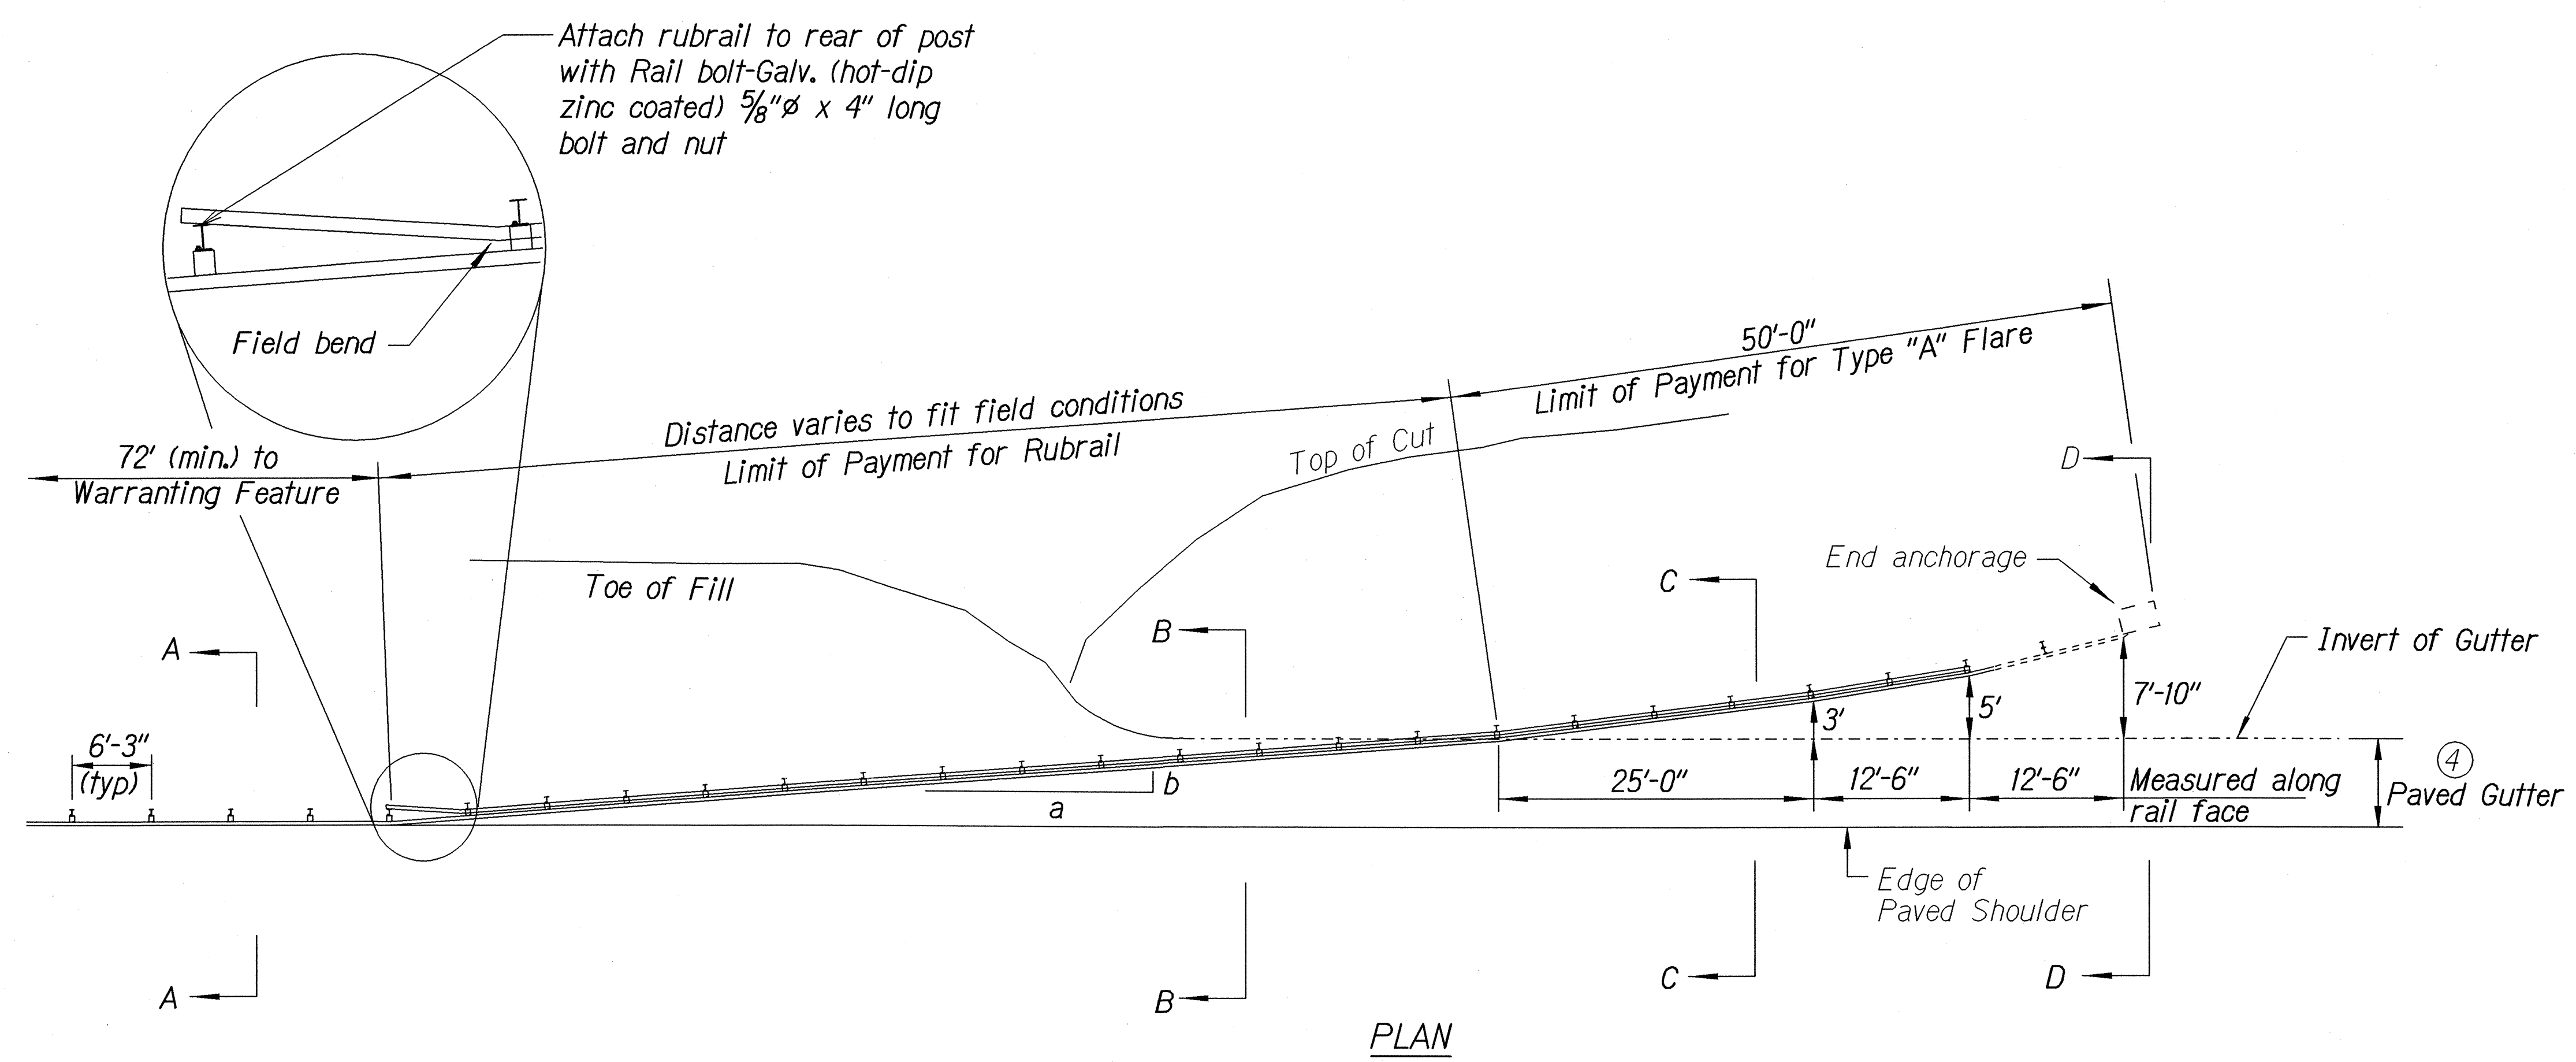 Attach rubrail to rear of post
with Rail bolt-Galv. (hot-dip
zinc coated) 5/8"ø x 4" long
bolt and nut
Field bend
50'-0"
Limit of Payment for Type "A" Flare
Distance varies to fit field conditions
Limit of Payment for Rubrail
Top of Cut
72' (min.) to
Warranting Feature
D
End anchorage
Toe of Fill
C
B
A
Invert of Gutter
7'-10"
5'
3'
6'-3"
(typ)
b
a
25'-0"
12'-6"
12'-6"
Measured along
rail face
4
Paved Gutter
Edge of
Paved Shoulder
A
B
C
D
PLAN